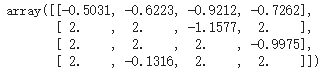 array([[-0.5031, -0.6223, -0.9212, -0.7262],
       [ 2.    ,  2.    , -1.1577,  2.    ],
       [ 2.    ,  2.    ,  2.    , -0.9975],
       [ 2.    , -0.1316,  2.    ,  2.    ]])